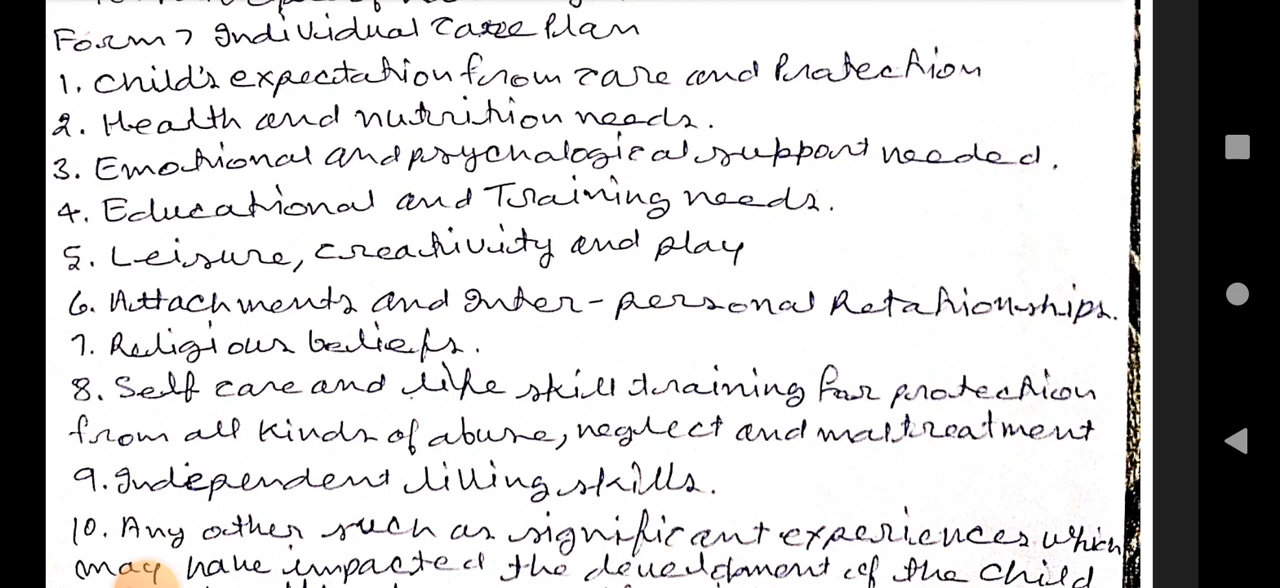 Form 7 Individual Care Plan
1. Child's expectation from care and Protection
2. Health and nutrition needs.
3. Emotional and psychological support needed.
4. Educational and Training needs.
5. Leisure, creativity and play
6. Attachments and Inter-personal Relationships.
7. Religious beliefs.
8. Self care and life skill training for protection
from all kinds of abuse, neglect and maltreatment
9. Independent living skills.
10. Any other such as significant experiences which
may have impacted the development of the child